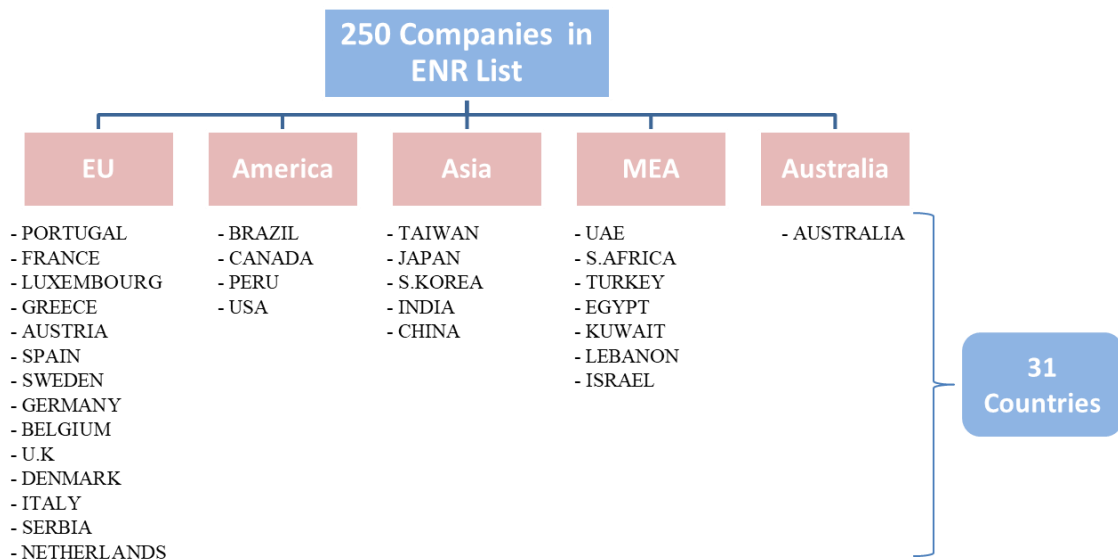 250 Companies in
ENR List
EU
America
Asia
MEA
Australia
- PORTUGAL
- FRANCE
- LUXEMBOURG
- GREECE
- AUSTRIA
- SPAIN
- SWEDEN
- GERMANY
- BELGIUM
- U.K
- DENMARK
- ITALY
- SERBIA
- NETHERLANDS
- BRAZIL
- CANADA
- PERU
- USA
- TAIWAN
- JAPAN
- S.KOREA
- INDIA
- CHINA
- UAE
- S.AFRICA
- TURKEY
- EGYPT
- KUWAIT
- LEBANON
- ISRAEL
- AUSTRALIA
31
Countries